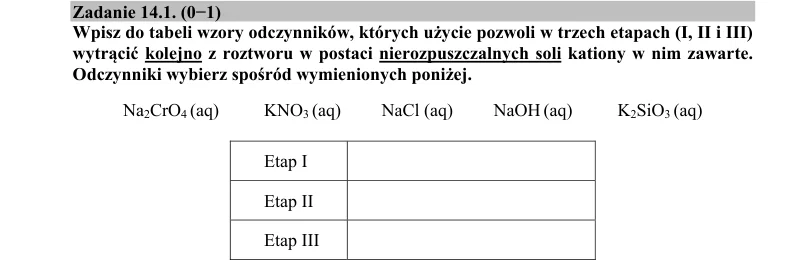 Zadanie 14.1. (0−1)
Wpisz do tabeli wzory odczynników, których użycie pozwoli w trzech etapach (I, II i III)
wytrącić kolejno z roztworu w postaci nierozpuszczalnych soli kationy w nim zawarte.
Odczynniki wybierz spośród wymienionych poniżej.
Na₂CrO₄ (aq) KNO₃ (aq) NaCl (aq) NaOH (aq) K₂SiO₃ (aq)
Etap I
Etap II
Etap III